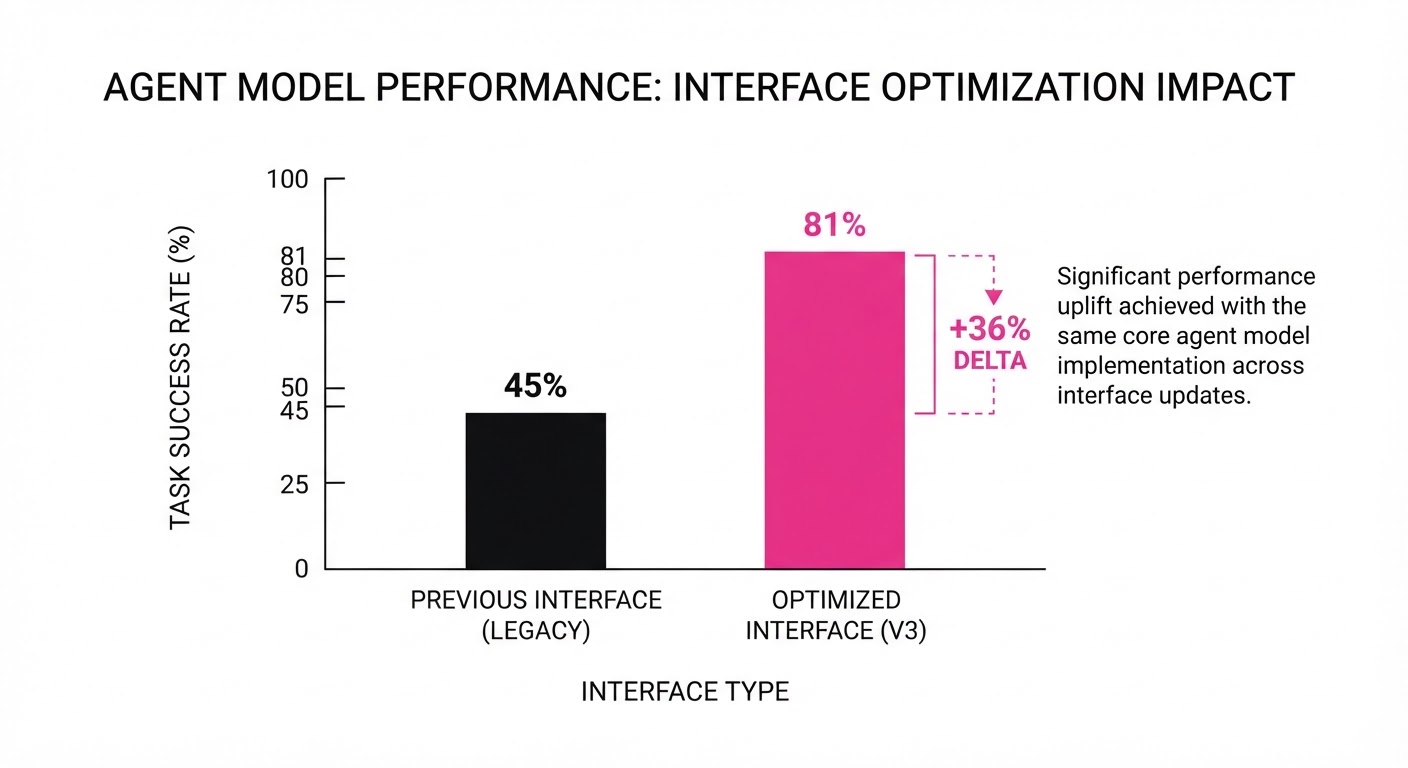 AGENT MODEL PERFORMANCE: INTERFACE OPTIMIZATION IMPACT
TASK SUCCESS RATE (%)
100
81
80
75
50
45
25
0
45%
81%
+36%
DELTA
Significant performance
uplift achieved with the
same core agent model
implementation across
interface updates.
PREVIOUS INTERFACE
(LEGACY)
OPTIMIZED
INTERFACE (V3)
INTERFACE TYPE